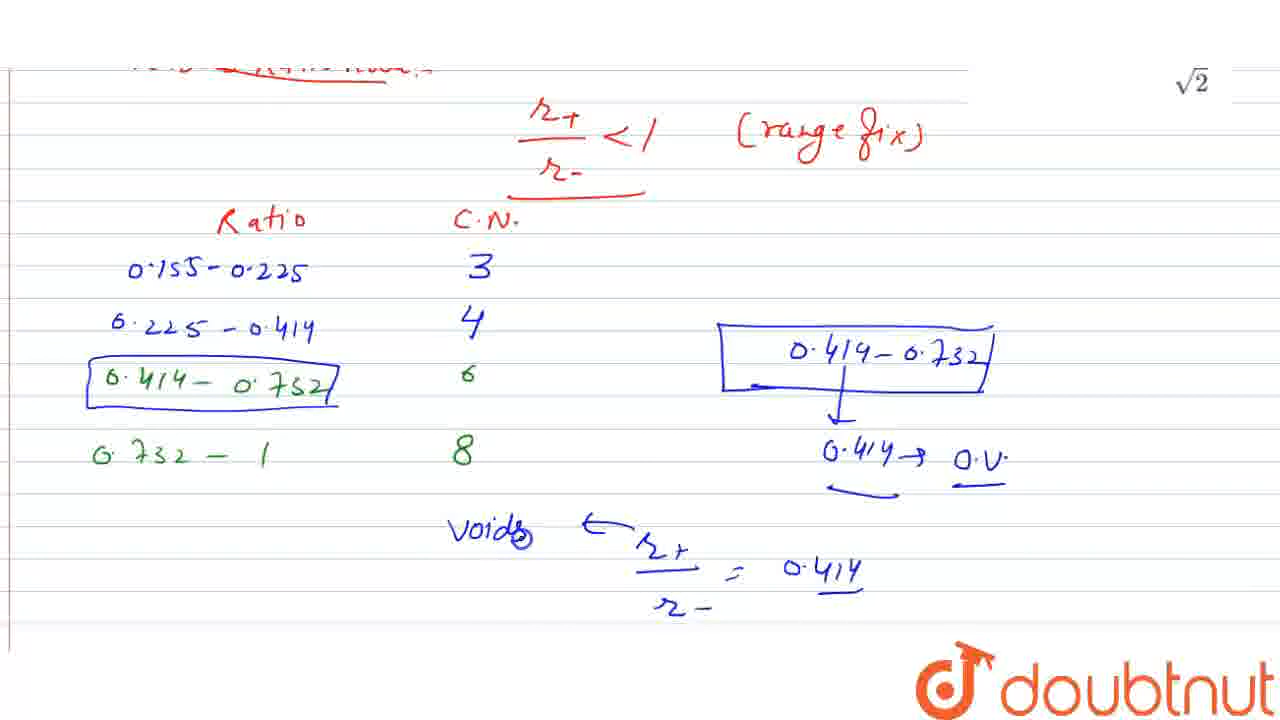 √2
r+
/
r-
< 1 (range fix)
Ratio C.N.
0.155 - 0.225 3
0.225 - 0.414 4
0.414 - 0.732 6
0.732 - 1 8
0.414 - 0.732
0.414 → O.V.
Voids ← r+ / r- = 0.414
doubtnut